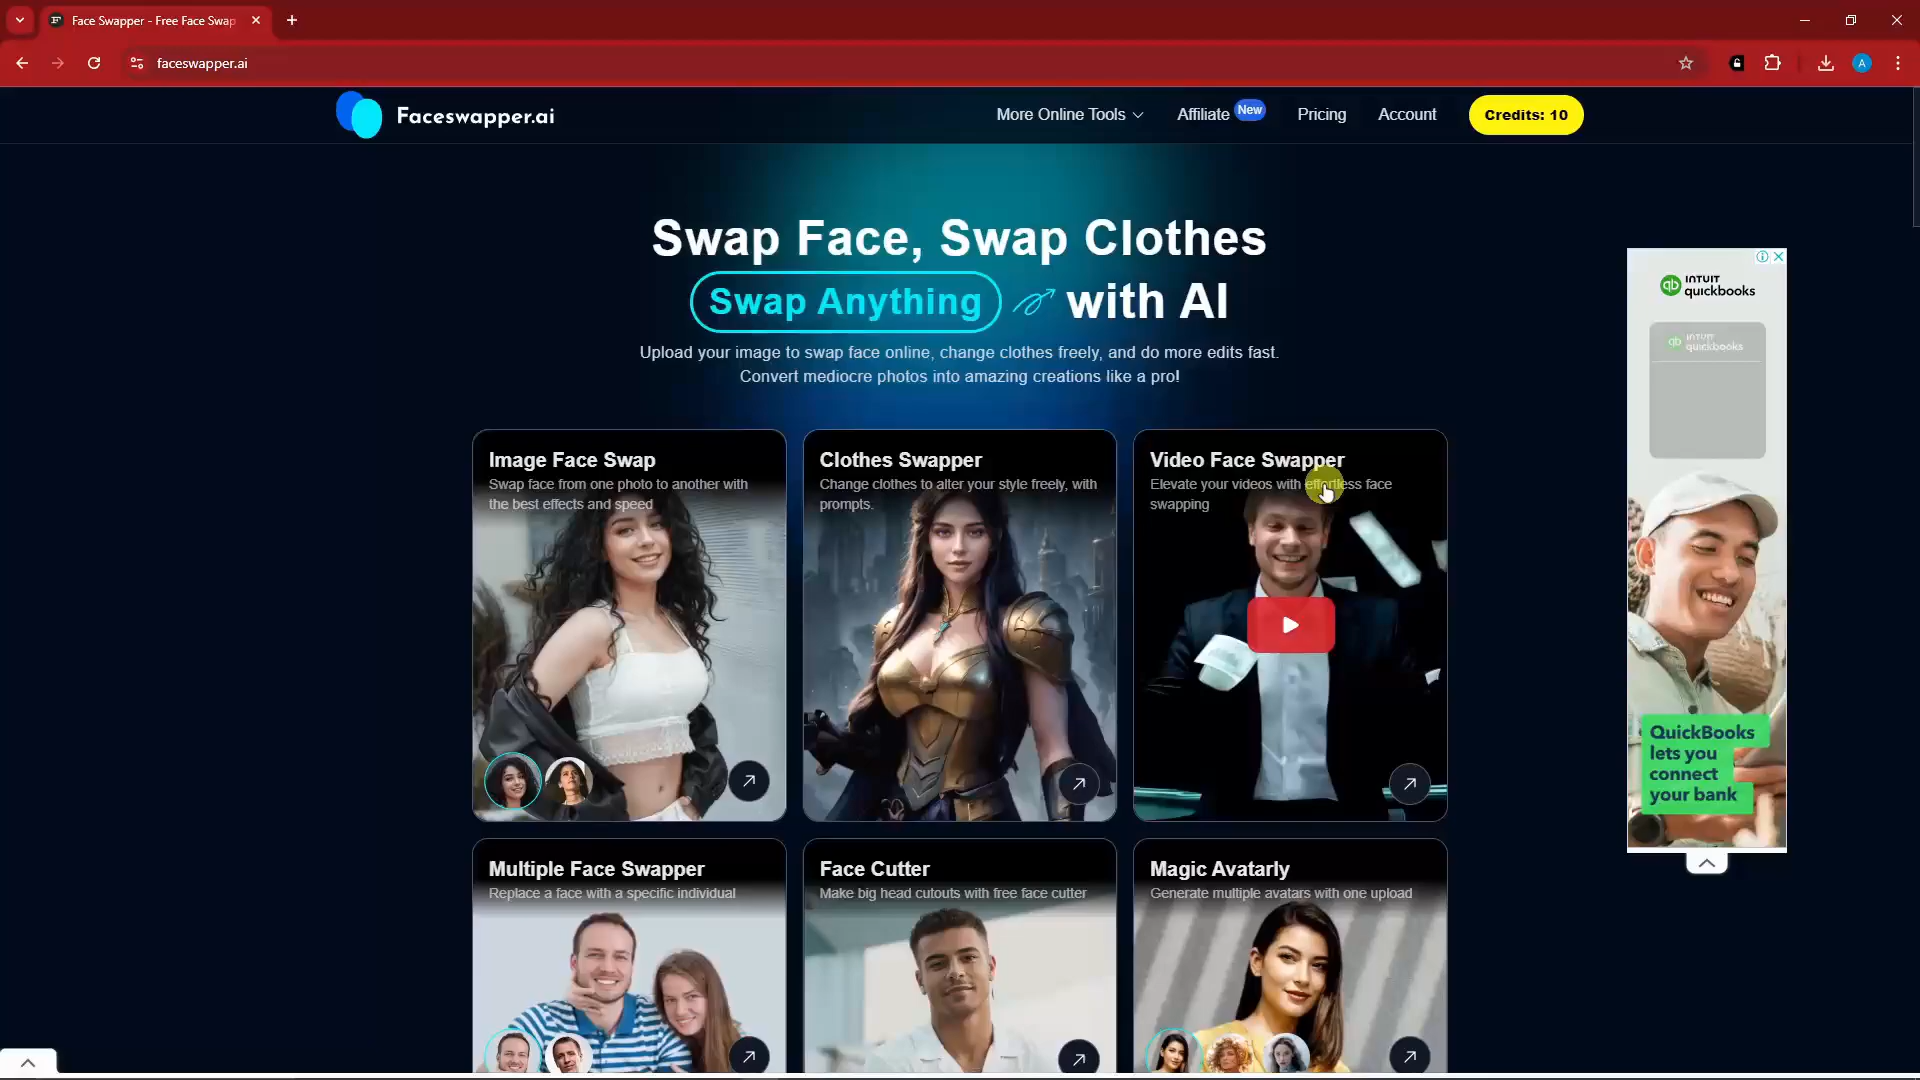 Face Swapper - Free Face Swap
faceswapper.ai
A
Faceswapper.ai
More Online Tools
Affiliate
New
Pricing
Account
Credits: 10
Swap Face, Swap Clothes
Swap Anything with AI
Upload your image to swap face online, change clothes freely, and do more edits fast.
Convert mediocre photos into amazing creations like a pro!
Image Face Swap
Swap face from one photo to another with
the best effects and speed
Clothes Swapper
Change clothes to alter your style freely, with
prompts.
Video Face Swapper
Elevate your videos with effortless face
swapping
Multiple Face Swapper
Replace a face with a specific individual
Face Cutter
Make big head cutouts with free face cutter
Magic Avatarly
Generate multiple avatars with one upload
qb
INTUIT
quickbooks
qb
INTUIT
quickbooks
QuickBooks
lets you
connect
your bank